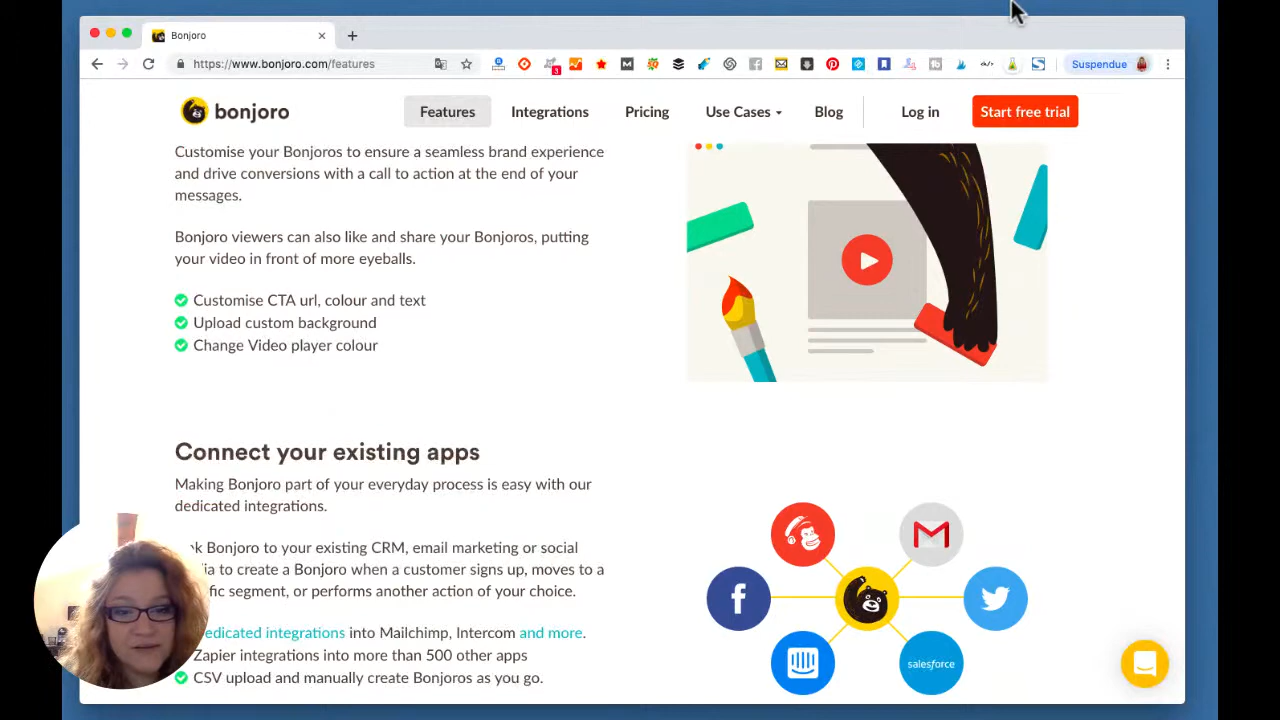 Bonjoro
https://www.bonjoro.com/features
3
Suspendue
bonjoro
Features
Integrations
Pricing
Use Cases
Blog
Log in
Start free trial
Customise your Bonjoros to ensure a seamless brand experience
and drive conversions with a call to action at the end of your
messages.
Bonjoro viewers can also like and share your Bonjoros, putting
your video in front of more eyeballs.
Customise CTA url, colour and text
Upload custom background
Change Video player colour
Connect your existing apps
Making Bonjoro part of your everyday process is easy with our
dedicated integrations.
Bonjoro to your existing CRM, email marketing or social
to create a Bonjoro when a customer signs up, moves to a
segment, or performs another action of your choice.
edicated integrations into Mailchimp, Intercom and more.
Zapier integrations into more than 500 other apps
CSV upload and manually create Bonjoros as you go.
salesforce